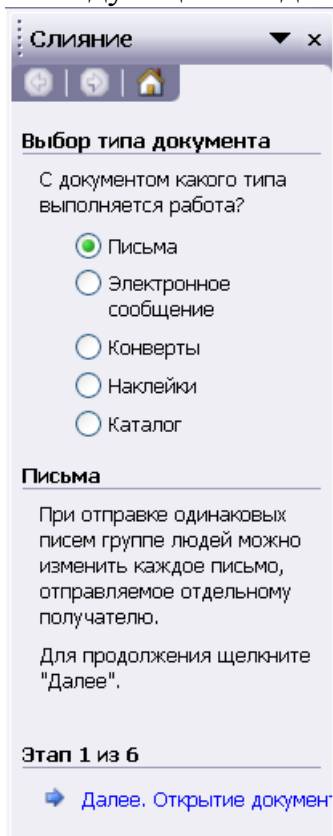 Слияние
Выбор типа документа
С документом какого типа
выполняется работа?
Письма
Электронное
сообщение
Конверты
Наклейки
Каталог
Письма
При отправке одинаковых
писем группе людей можно
изменить каждое письмо,
отправляемое отдельному
получателю.
Для продолжения щелкните
"Далее".
Этап 1 из 6
Далее. Открытие докумен